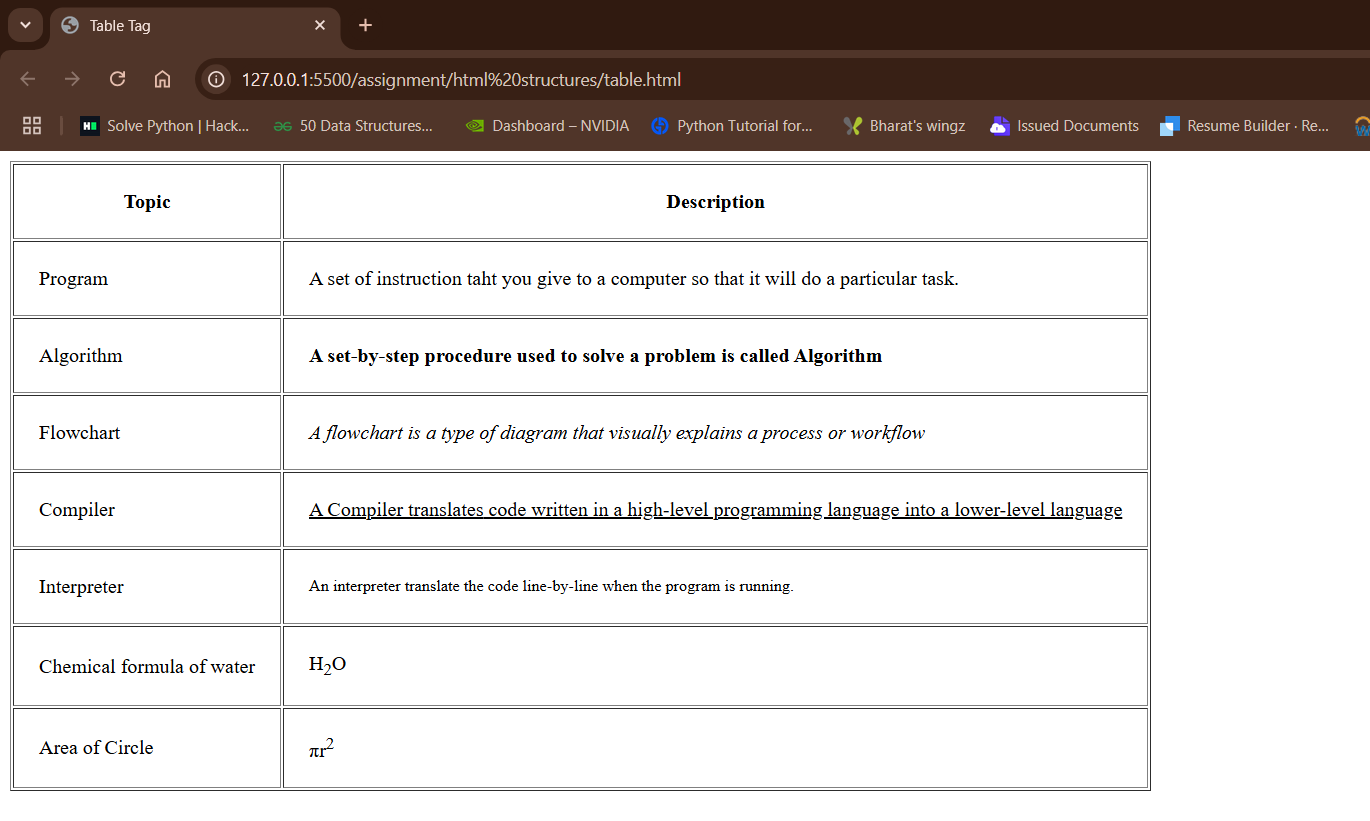 Table Tag
127.0.0.1:5500/assignment/html%20structures/table.html
Solve Python | Hack... 50 Data Structures... Dashboard – NVIDIA Python Tutorial for... Bharat's wingz Issued Documents Resume Builder · Re...
Topic Description
Program A set of instruction taht you give to a computer so that it will do a particular task.
Algorithm A set-by-step procedure used to solve a problem is called Algorithm
Flowchart A flowchart is a type of diagram that visually explains a process or workflow
Compiler A Compiler translates code written in a high-level programming language into a lower-level language
Interpreter An interpreter translate the code line-by-line when the program is running.
Chemical formula of water H₂O
Area of Circle πr²